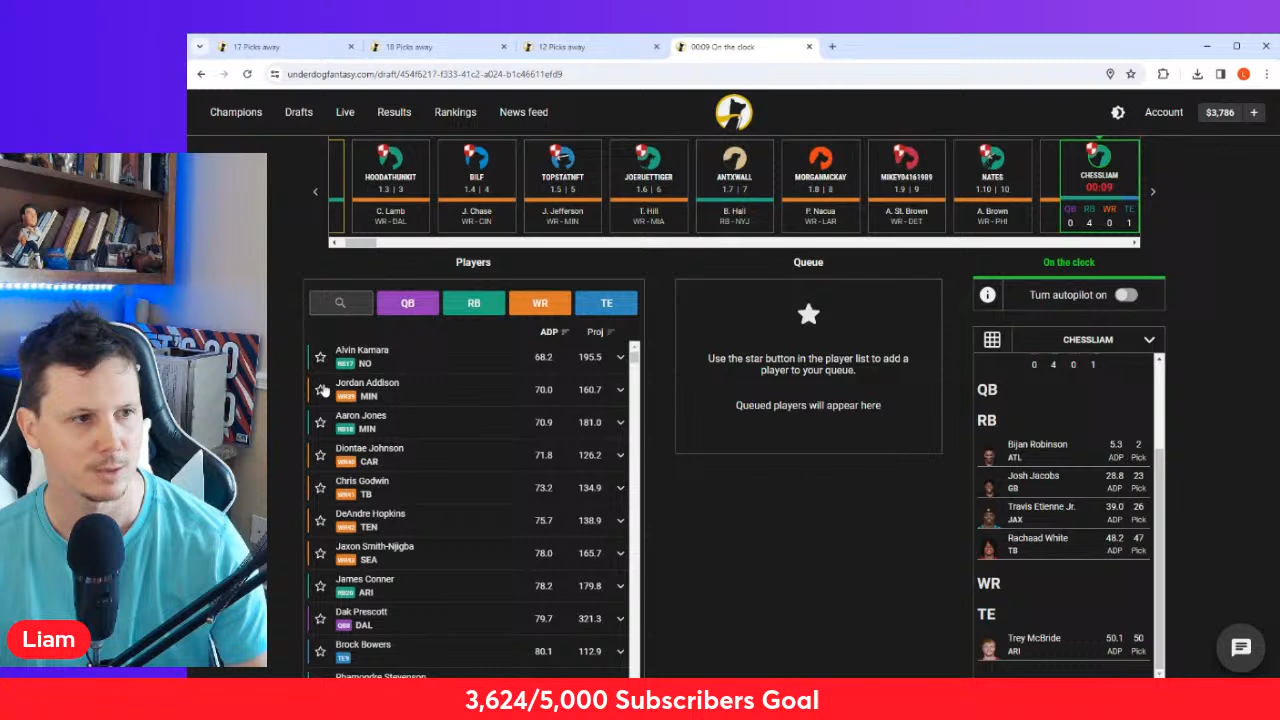 17 Picks away
18 Picks away
12 Picks away
00:09 On the clock
underdogfantasy.com/draft/454f6217-f333-41c2-a024-b1c46611efd9
Champions Drafts Live Results Rankings News feed
Account $3,786 +
HOODATHUNKIT
1.3 | 3
C. Lamb
WR - DAL
BILF
1.4 | 4
J. Chase
WR - CIN
TOPSTATNFT
1.5 | 5
J. Jefferson
WR - MIN
JOERUETTIGER
1.6 | 6
T. Hill
WR - MIA
ANTXWALL
1.7 | 7
B. Hall
RB - NYJ
MORGANMCKAY
1.8 | 8
P. Nacua
WR - LAR
MIKEY04161989
1.9 | 9
A. St. Brown
WR - DET
NATES
1.10 | 10
A. Brown
WR - PHI
CHESSLIAM
00:09
QB RB WR TE
0 4 0 1
Players
QB RB WR TE
ADP Proj
Alvin Kamara
RB17 NO
68.2 195.5
Jordan Addison
WR39 MIN
70.0 160.7
Aaron Jones
RB18 MIN
70.9 181.0
Diontae Johnson
WR40 CAR
71.8 126.2
Chris Godwin
WR41 TB
73.2 134.9
DeAndre Hopkins
WR42 TEN
75.7 138.9
Jaxon Smith-Njigba
WR43 SEA
78.0 165.7
James Conner
RB20 ARI
78.2 179.8
Dak Prescott
QB8 DAL
79.7 321.3
Brock Bowers
80.1 112.9
Rhamondre Stevenson
Queue
Use the star button in the player list to add a
player to your queue.
Queued players will appear here
On the clock
Turn autopilot on
CHESSLIAM
0 4 0 1
QB
RB
Bijan Robinson
ATL
5.3 2
ADP Pick
Josh Jacobs
GB
28.8 23
ADP Pick
Travis Etienne Jr.
JAX
39.0 26
ADP Pick
Rachaad White
TB
48.2 47
ADP Pick
WR
TE
Trey McBride
ARI
50.1 50
ADP Pick
Liam
3,624/5,000 Subscribers Goal